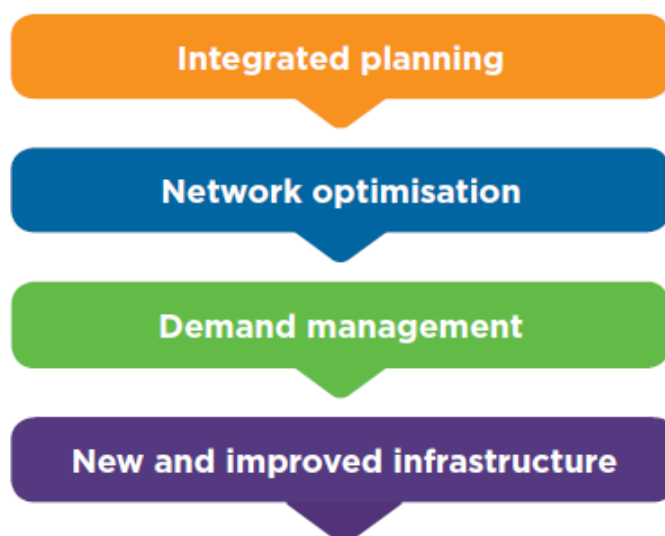 Integrated planning
Network optimisation
Demand management
New and improved infrastructure